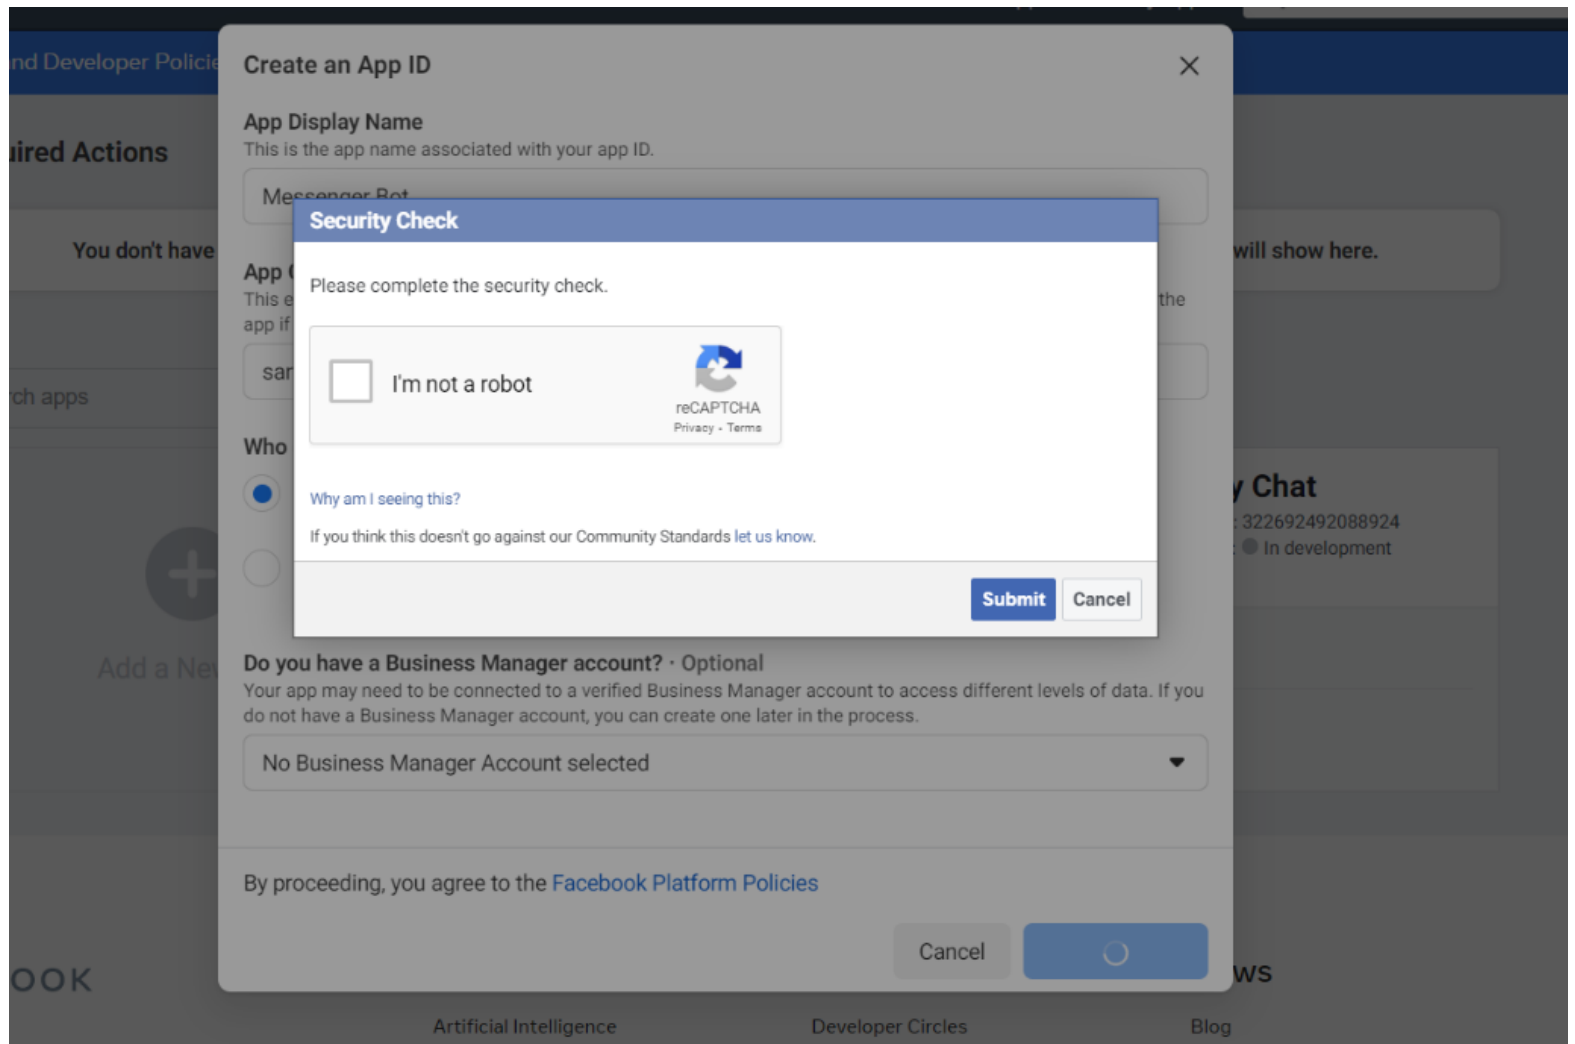 nd Developer Policie
Create an App ID
App Display Name
This is the app name associated with your app ID.
uired Actions
Messenger Bot
Security Check
You don't have
will show here.
App
This e
the
app if
Please complete the security check.
sar
I'm not a robot
reCAPTCHA
Privacy - Terms
rch apps
Who
Why am I seeing this?
If you think this doesn't go against our Community Standards let us know.
y Chat
: 322692492088924
: In development
Submit
Cancel
Add a New
Do you have a Business Manager account? · Optional
Your app may need to be connected to a verified Business Manager account to access different levels of data. If you
do not have a Business Manager account, you can create one later in the process.
No Business Manager Account selected
By proceeding, you agree to the Facebook Platform Policies
Cancel
OOK
ws
Artificial Intelligence
Developer Circles
Blog